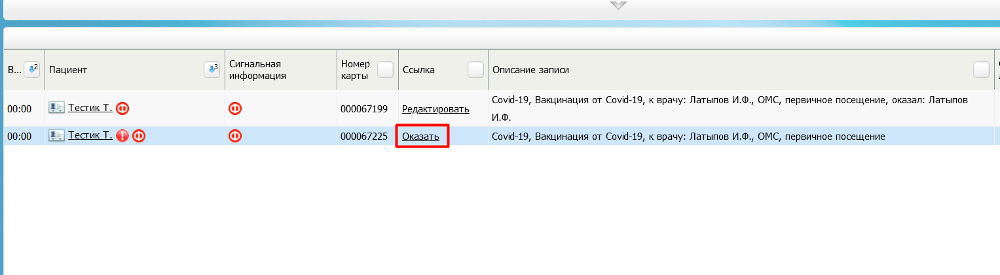 В... 2 Пациент 3 Сигнальная информация Номер карты Ссылка Описание записи
00:00 Тестик Т. Ф Ф 000067199 Редактировать Covid-19, Вакцинация от Covid-19, к врачу: Латыпов И.Ф., ОМС, первичное посещение, оказал: Латыпов
И.Ф.
00:00 Тестик Т. ! Ф Ф 000067225 Оказать Covid-19, Вакцинация от Covid-19, к врачу: Латыпов И.Ф., ОМС, первичное посещение